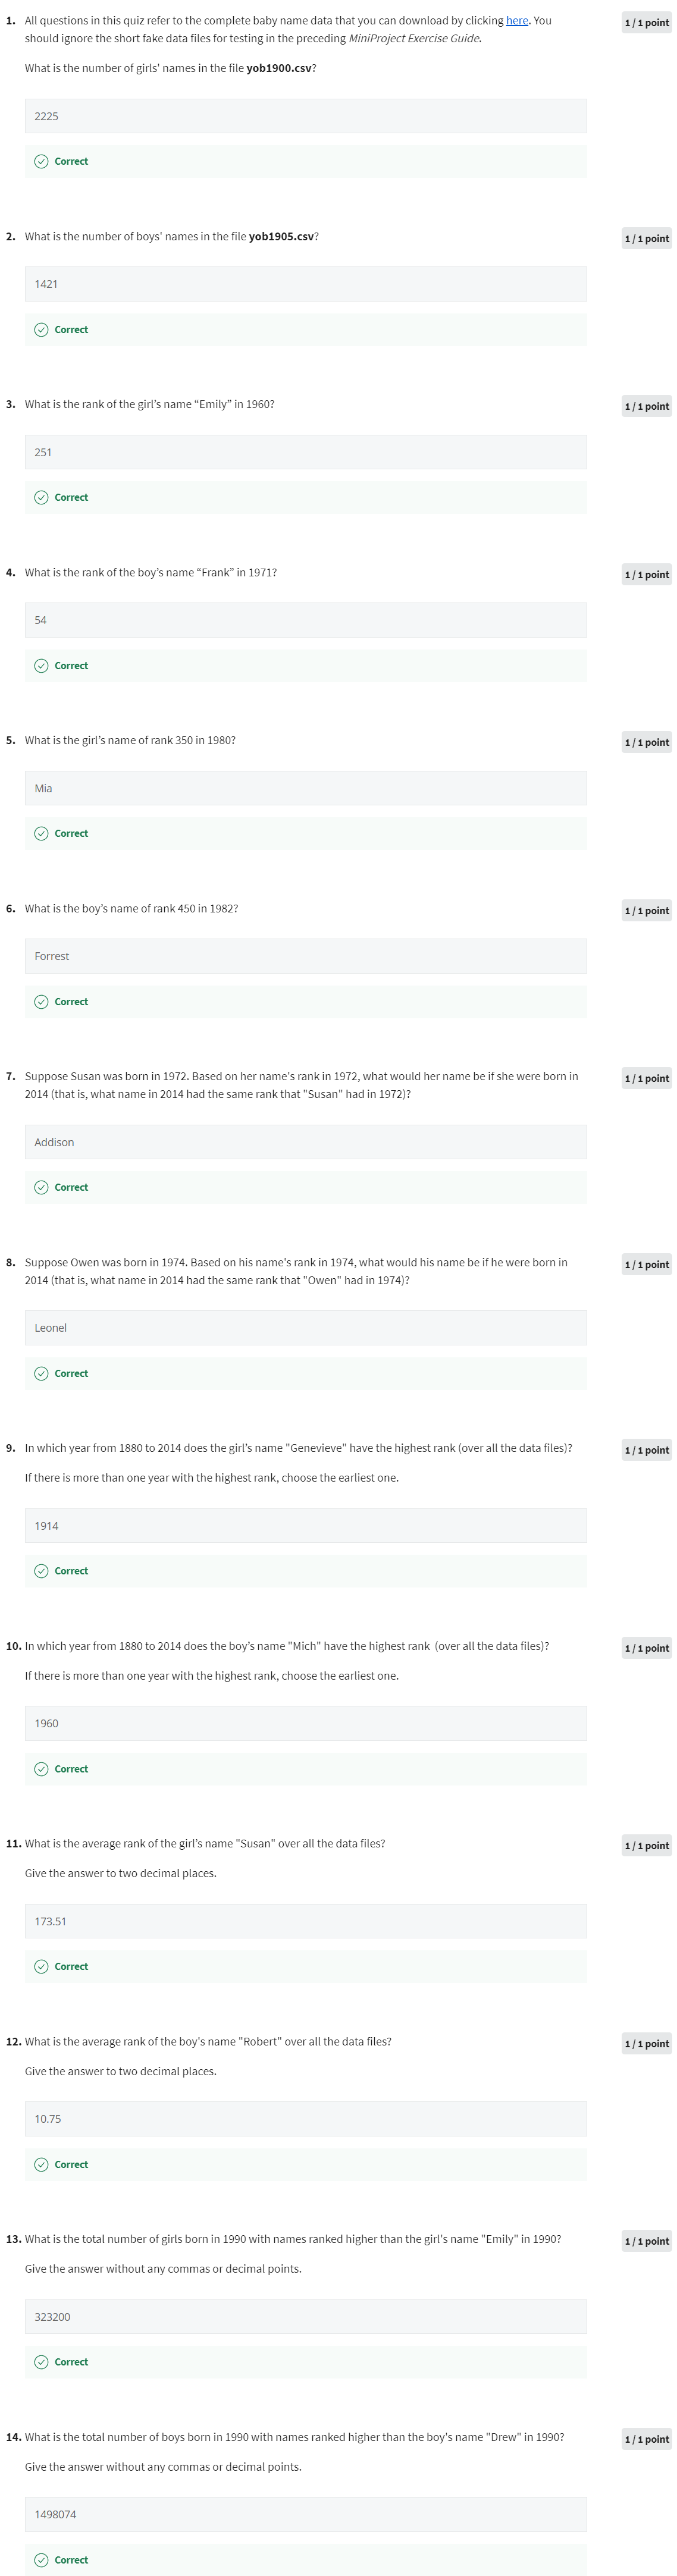 1. All questions in this quiz refer to the complete baby name data that you can download by clicking here. You
1 / 1 point
should ignore the short fake data files for testing in the preceding MiniProject Exercise Guide.
What is the number of girls' names in the file yob1900.csv?
2225
Correct
2. What is the number of boys' names in the file yob1905.csv?
1 / 1 point
1421
Correct
3. What is the rank of the girl’s name “Emily” in 1960?
1 / 1 point
251
Correct
4. What is the rank of the boy’s name “Frank” in 1971?
1 / 1 point
54
Correct
5. What is the girl’s name of rank 350 in 1980?
1 / 1 point
Mia
Correct
6. What is the boy’s name of rank 450 in 1982?
1 / 1 point
Forrest
Correct
7. Suppose Susan was born in 1972. Based on her name's rank in 1972, what would her name be if she were born in
1 / 1 point
2014 (that is, what name in 2014 had the same rank that "Susan" had in 1972)?
Addison
Correct
8. Suppose Owen was born in 1974. Based on his name's rank in 1974, what would his name be if he were born in
1 / 1 point
2014 (that is, what name in 2014 had the same rank that "Owen" had in 1974)?
Leonel
Correct
9. In which year from 1880 to 2014 does the girl’s name "Genevieve" have the highest rank (over all the data files)?
1 / 1 point
If there is more than one year with the highest rank, choose the earliest one.
1914
Correct
10. In which year from 1880 to 2014 does the boy’s name "Mich" have the highest rank (over all the data files)?
1 / 1 point
If there is more than one year with the highest rank, choose the earliest one.
1960
Correct
11. What is the average rank of the girl’s name "Susan" over all the data files?
1 / 1 point
Give the answer to two decimal places.
173.51
Correct
12. What is the average rank of the boy's name "Robert" over all the data files?
1 / 1 point
Give the answer to two decimal places.
10.75
Correct
13. What is the total number of girls born in 1990 with names ranked higher than the girl's name "Emily" in 1990?
1 / 1 point
Give the answer without any commas or decimal points.
323200
Correct
14. What is the total number of boys born in 1990 with names ranked higher than the boy's name "Drew" in 1990?
1 / 1 point
Give the answer without any commas or decimal points.
1498074
Correct